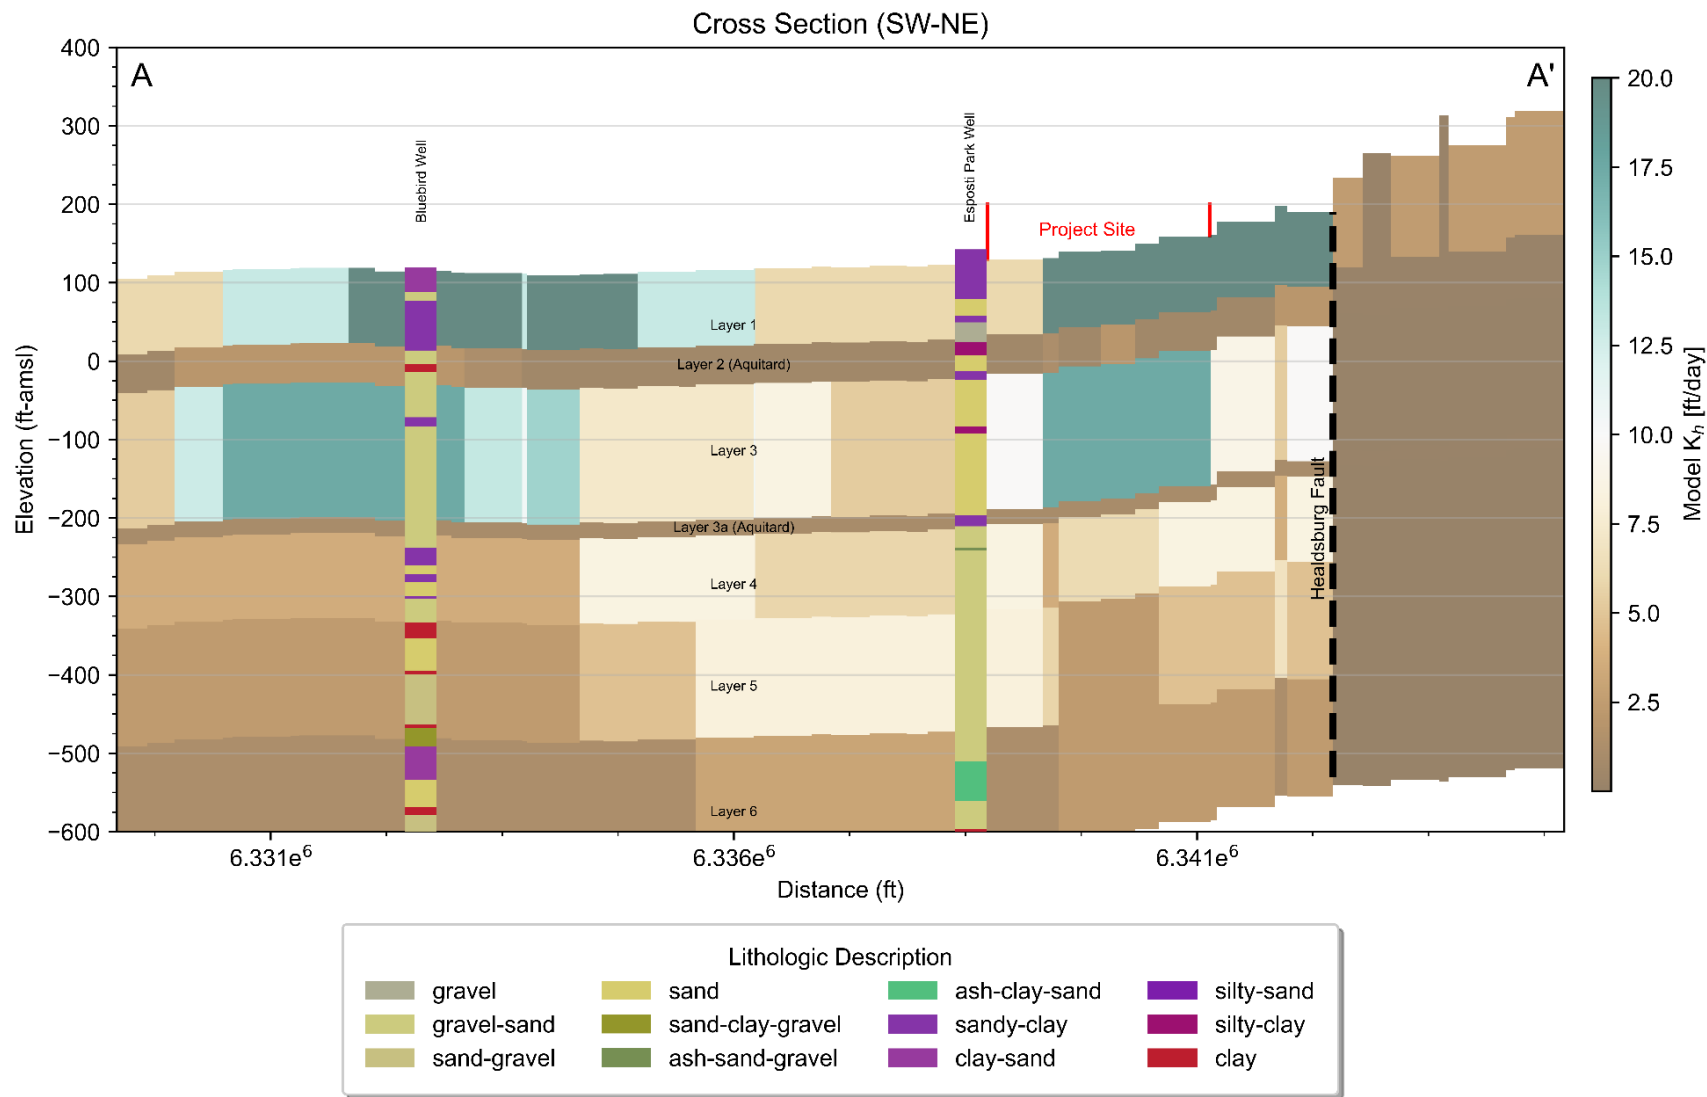 Cross Section (SW-NE)
A
A'
400
300
200
100
0
−100
−200
−300
−400
−500
−600
Elevation (ft-amsl)
Bluebird Well
Esposti Park Well
Project Site
Layer 1
Layer 2 (Aquitard)
Layer 3
Layer 3a (Aquitard)
Layer 4
Layer 5
Layer 6
Healdsburg Fault
6.331e⁶
6.336e⁶
6.341e⁶
Distance (ft)
20.0
17.5
15.0
12.5
10.0
7.5
5.0
2.5
Model Kₕ [ft/day]
Lithologic Description
gravel
gravel-sand
sand-gravel
sand
sand-clay-gravel
ash-sand-gravel
ash-clay-sand
sandy-clay
clay-sand
silty-sand
silty-clay
clay